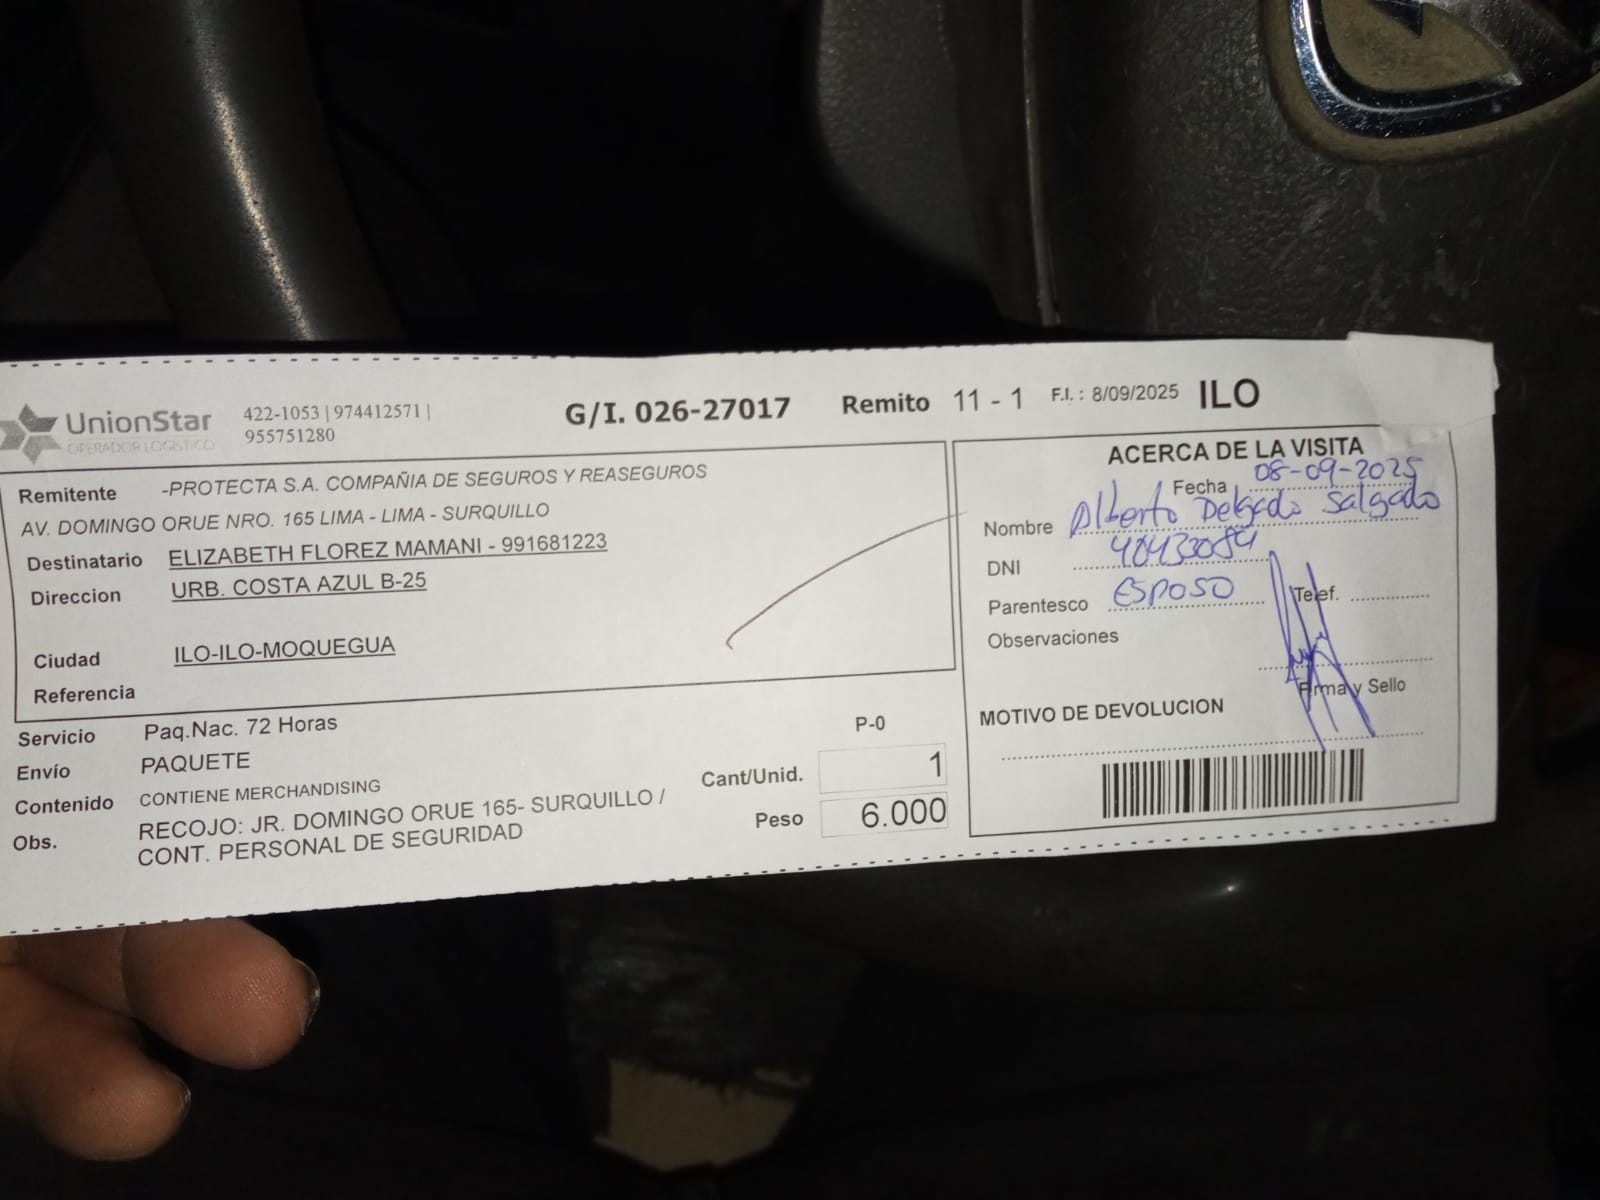 UnionStar
OPERADOR LOGISTICO
422-1053 | 974412571 |
955751280
G/I. 026-27017
Remito 11 - 1
F.I. : 8/09/2025
ILO
Remitente -PROTECTA S.A. COMPAÑIA DE SEGUROS Y REASEGUROS
AV. DOMINGO ORUE NRO. 165 LIMA - LIMA - SURQUILLO
Destinatario ELIZABETH FLOREZ MAMANI - 991681223
Direccion URB. COSTA AZUL B-25
Ciudad ILO-ILO-MOQUEGUA
Referencia
Servicio Paq.Nac. 72 Horas
Envío PAQUETE
Contenido CONTIENE MERCHANDISING
Obs. RECOJO: JR. DOMINGO ORUE 165- SURQUILLO /
CONT. PERSONAL DE SEGURIDAD
P-0
Cant/Unid. 1
Peso 6.000
ACERCA DE LA VISITA
Fecha 08-09-2025
Nombre Alberto Delgado Salgado
DNI 40433084
Parentesco ESPOSO Telef.
Observaciones
Firma y Sello
MOTIVO DE DEVOLUCION